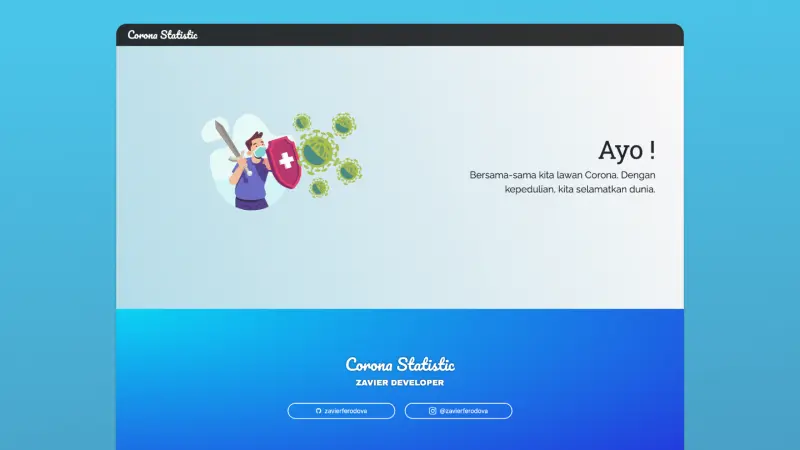 Corona Statistic
Ayo !
Bersama-sama kita lawan Corona. Dengan
kepedulian, kita selamatkan dunia.
Corona Statistic
ZAVIER DEVELOPER
zavierferodova
@zavierferodova